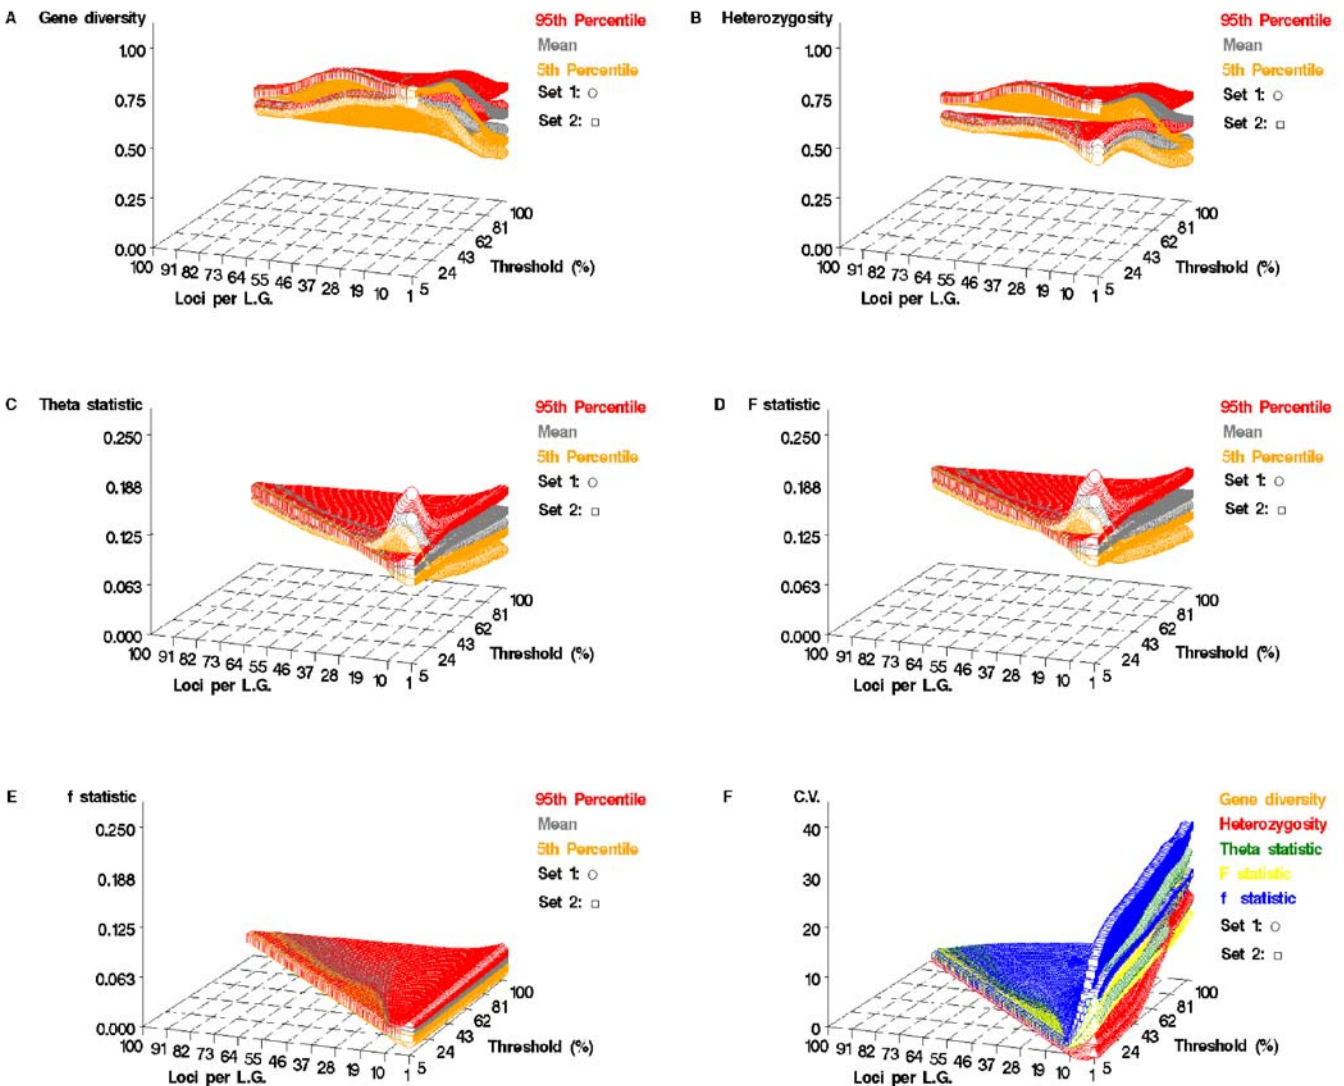 A Gene diversity
95th Percentile
Mean
5th Percentile
Set 1: ○
Set 2: □
1.00
0.75
0.50
0.25
0.00
100 91 82 73 64 55 46 37 28 19 10 1
Loci per L.G.
5 24 43 62 81 100
Threshold (%)
B Heterozygosity
95th Percentile
Mean
5th Percentile
Set 1: ○
Set 2: □
1.00
0.75
0.50
0.25
0.00
100 91 82 73 64 55 46 37 28 19 10 1
Loci per L.G.
5 24 43 62 81 100
Threshold (%)
C Theta statistic
95th Percentile
Mean
5th Percentile
Set 1: ○
Set 2: □
0.250
0.188
0.125
0.063
0.000
100 91 82 73 64 55 46 37 28 19 10 1
Loci per L.G.
5 24 43 62 81 100
Threshold (%)
D F statistic
95th Percentile
Mean
5th Percentile
Set 1: ○
Set 2: □
0.250
0.188
0.125
0.063
0.000
100 91 82 73 64 55 46 37 28 19 10 1
Loci per L.G.
5 24 43 62 81 100
Threshold (%)
E f statistic
95th Percentile
Mean
5th Percentile
Set 1: ○
Set 2: □
0.250
0.188
0.125
0.063
0.000
100 91 82 73 64 55 46 37 28 19 10 1
Loci per L.G.
5 24 43 62 81 100
Threshold (%)
F C.V.
Gene diversity
Heterozygosity
Theta statistic
F statistic
f statistic
Set 1: ○
Set 2: □
40
30
20
10
0
100 91 82 73 64 55 46 37 28 19 10 1
Loci per L.G.
5 24 43 62 81 100
Threshold (%)